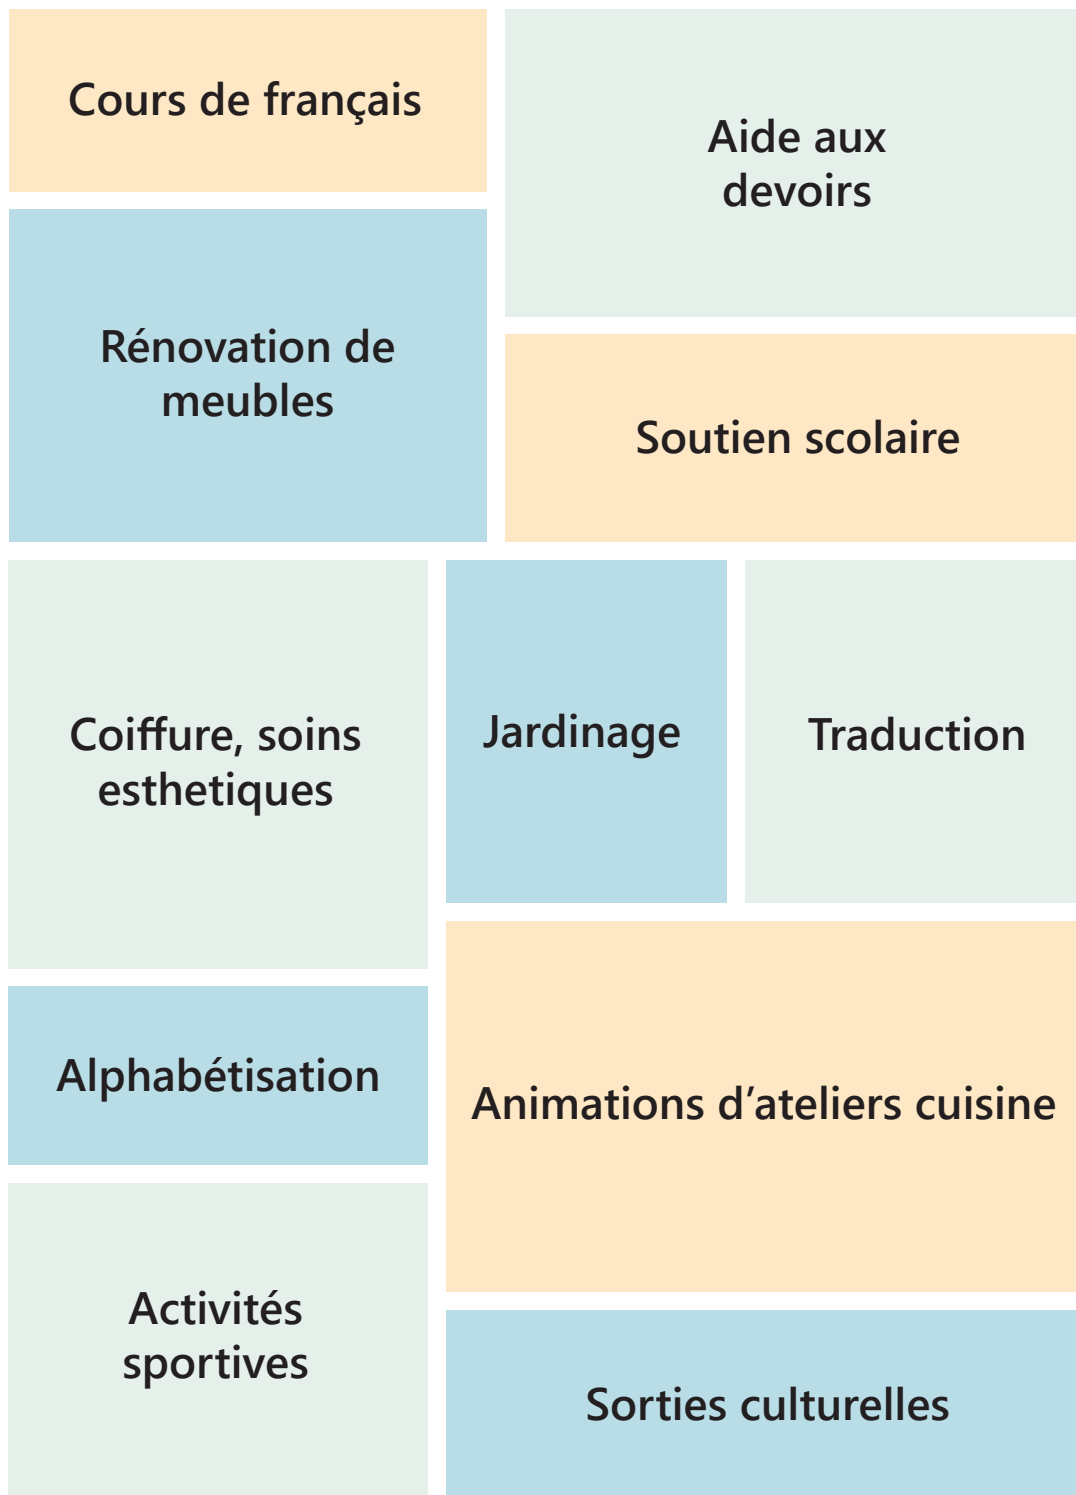 Cours de français
Aide aux
devoirs
Rénovation de
meubles
Soutien scolaire
Coiffure, soins
esthetiques
Jardinage
Traduction
Alphabétisation
Animations d’ateliers cuisine
Activités
sportives
Sorties culturelles